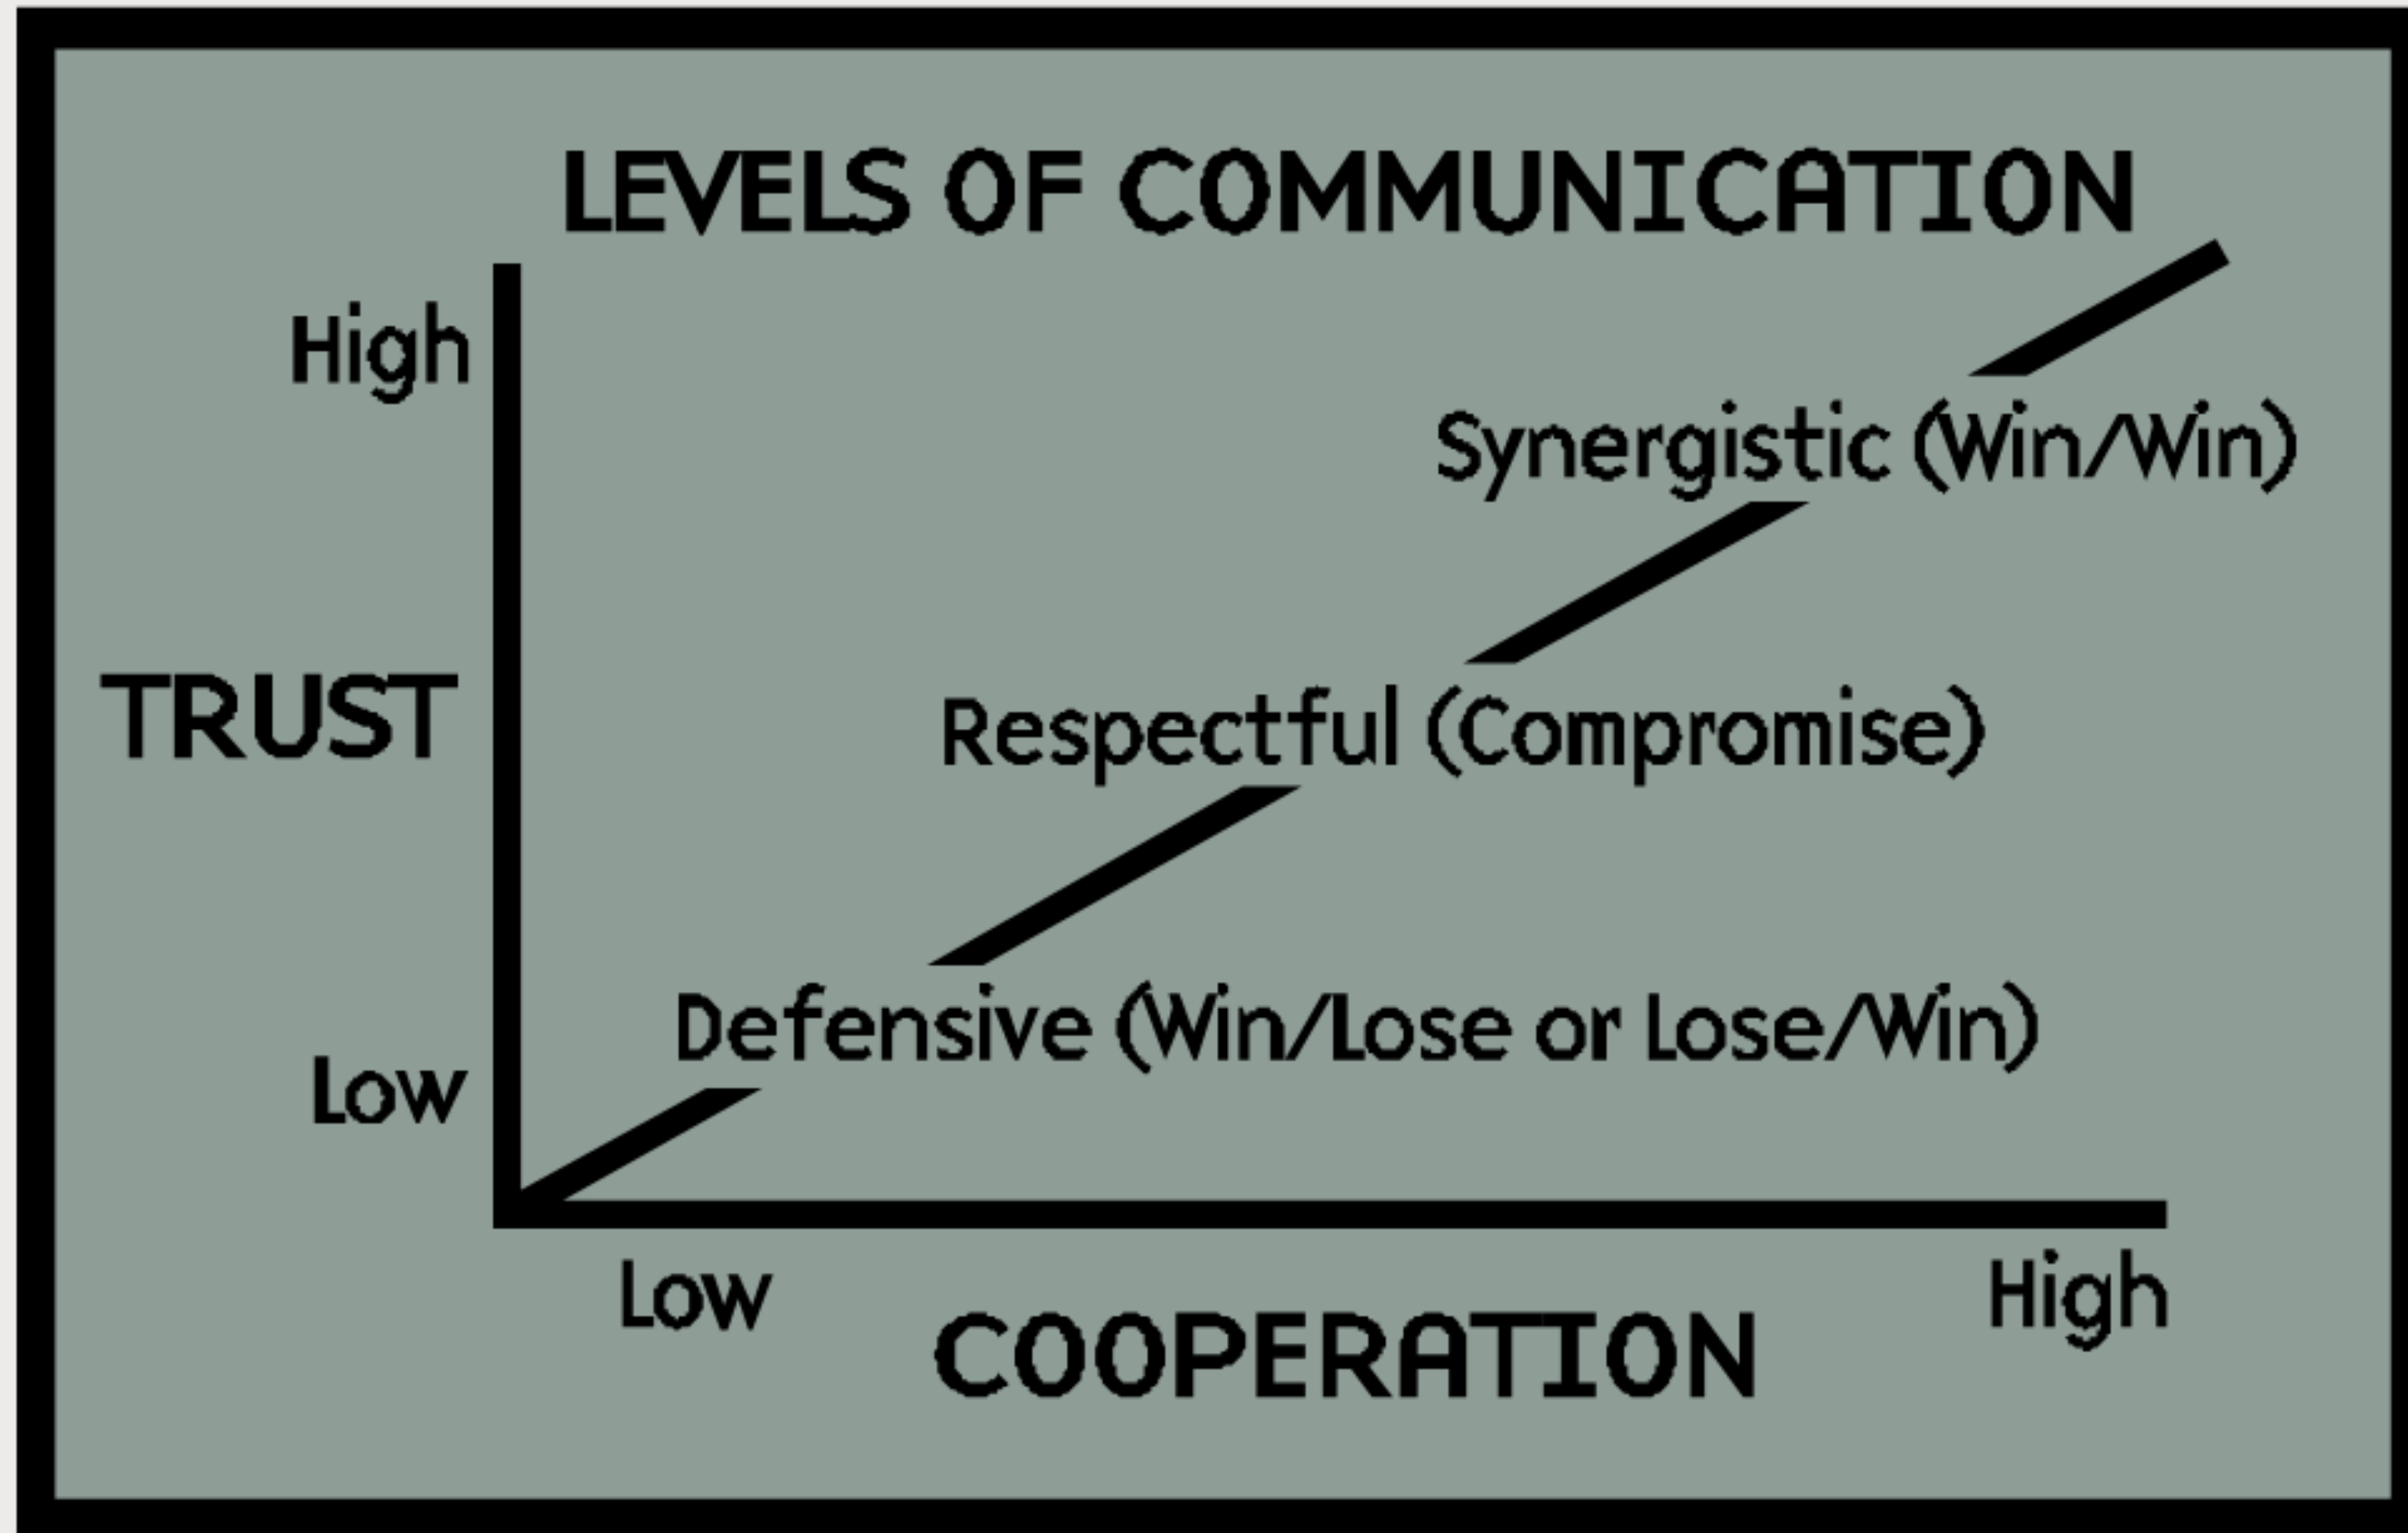 LEVELS OF COMMUNICATION
High
Synergistic (Win/Win)
TRUST
Respectful (Compromise)
Defensive (Win/Lose or Lose/Win)
Low
Low
High
COOPERATION